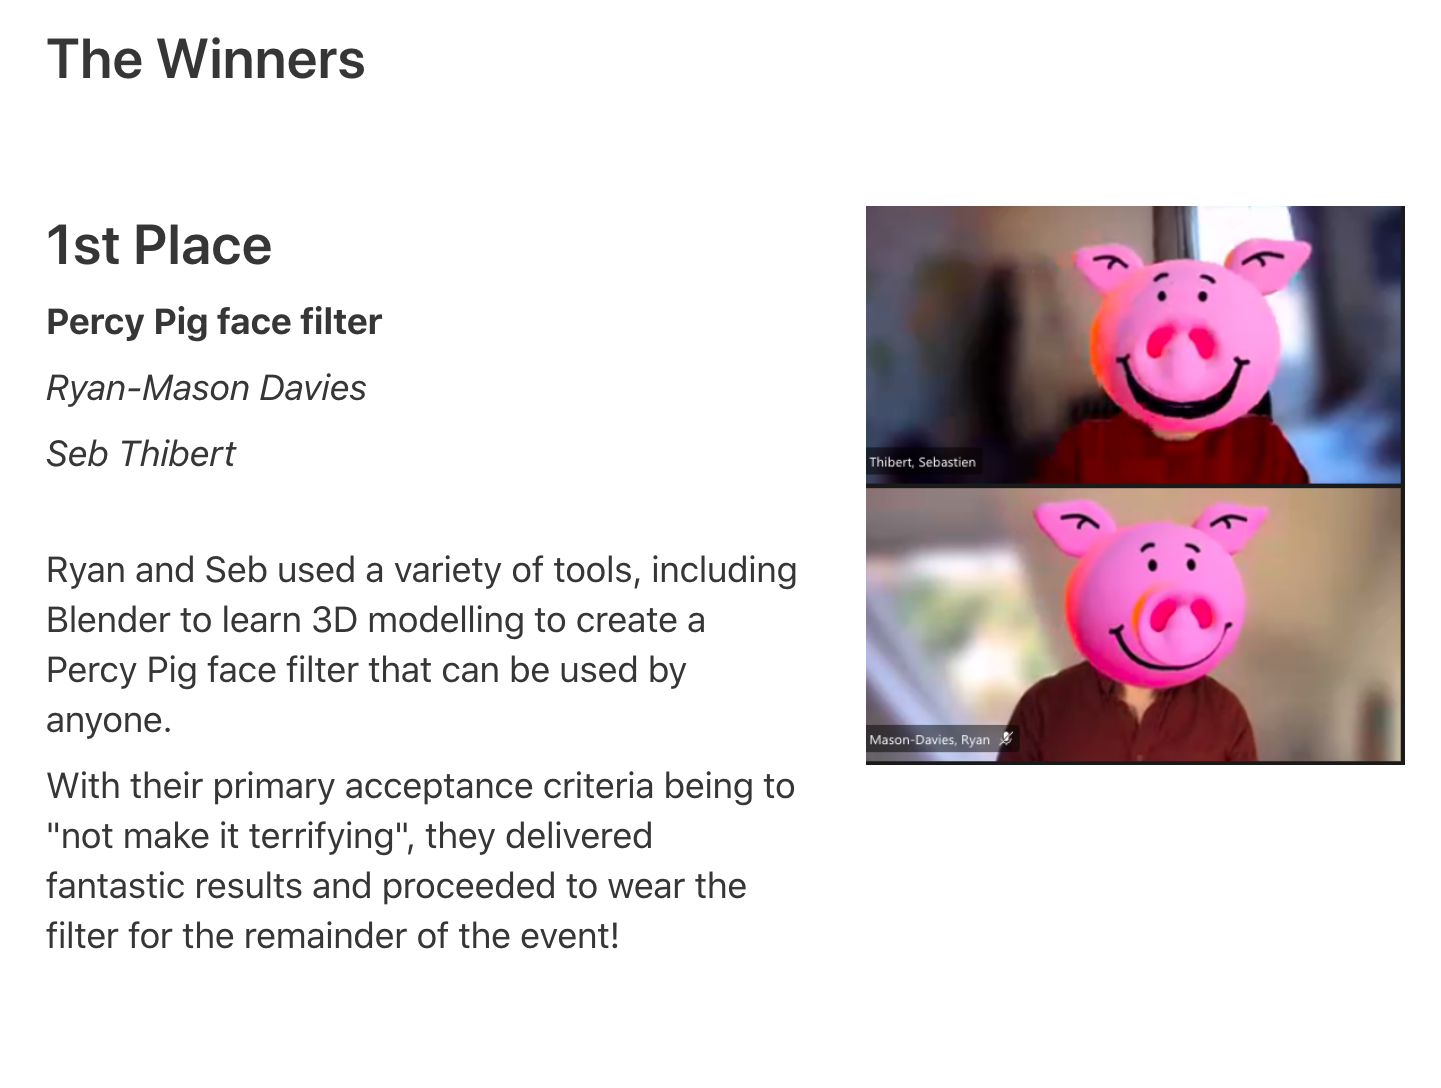 The Winners
1st Place
Percy Pig face filter
Ryan-Mason Davies
Seb Thibert
Ryan and Seb used a variety of tools, including
Blender to learn 3D modelling to create a
Percy Pig face filter that can be used by
anyone.
With their primary acceptance criteria being to
"not make it terrifying", they delivered
fantastic results and proceeded to wear the
filter for the remainder of the event!
Thibert, Sebastien
Mason-Davies, Ryan